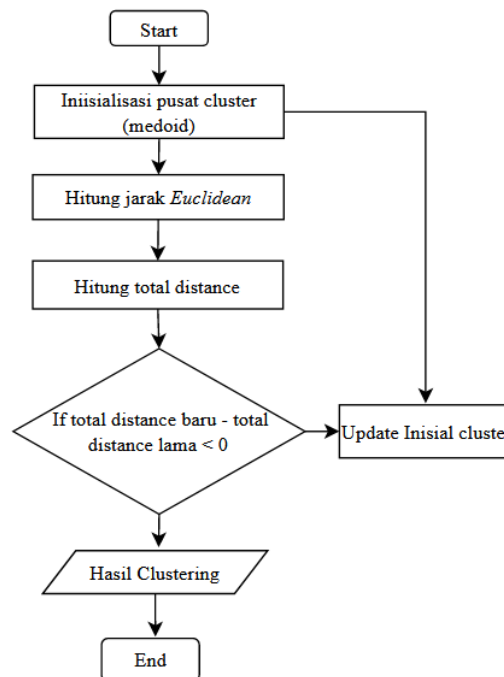 Start
Iniisialisasi pusat cluster
(medoid)
Hitung jarak Euclidean
Hitung total distance
If total distance baru - total
distance lama < 0
Update Inisial cluste
Hasil Clustering
End